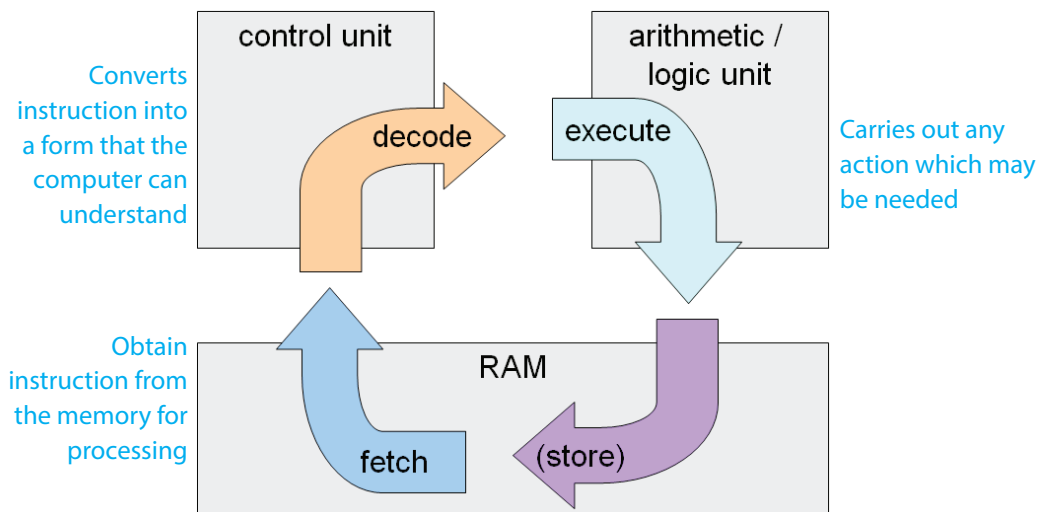 control unit
arithmetic /
logic unit
Converts
instruction into
a form that the
computer can
understand
decode
execute
Carries out any
action which may
be needed
Obtain
instruction from
the memory for
processing
RAM
fetch
(store)